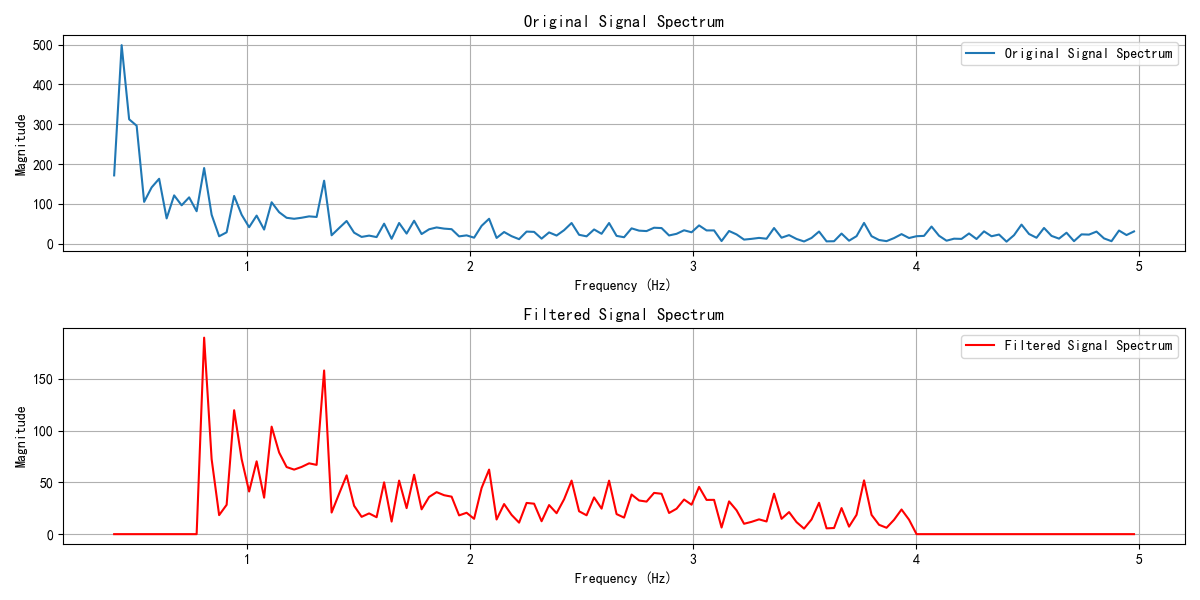 Original Signal Spectrum
500
400
300
200
100
0
Magnitude
Original Signal Spectrum
1
2
3
4
5
Frequency (Hz)
Filtered Signal Spectrum
150
100
50
0
Magnitude
Filtered Signal Spectrum
1
2
3
4
5
Frequency (Hz)